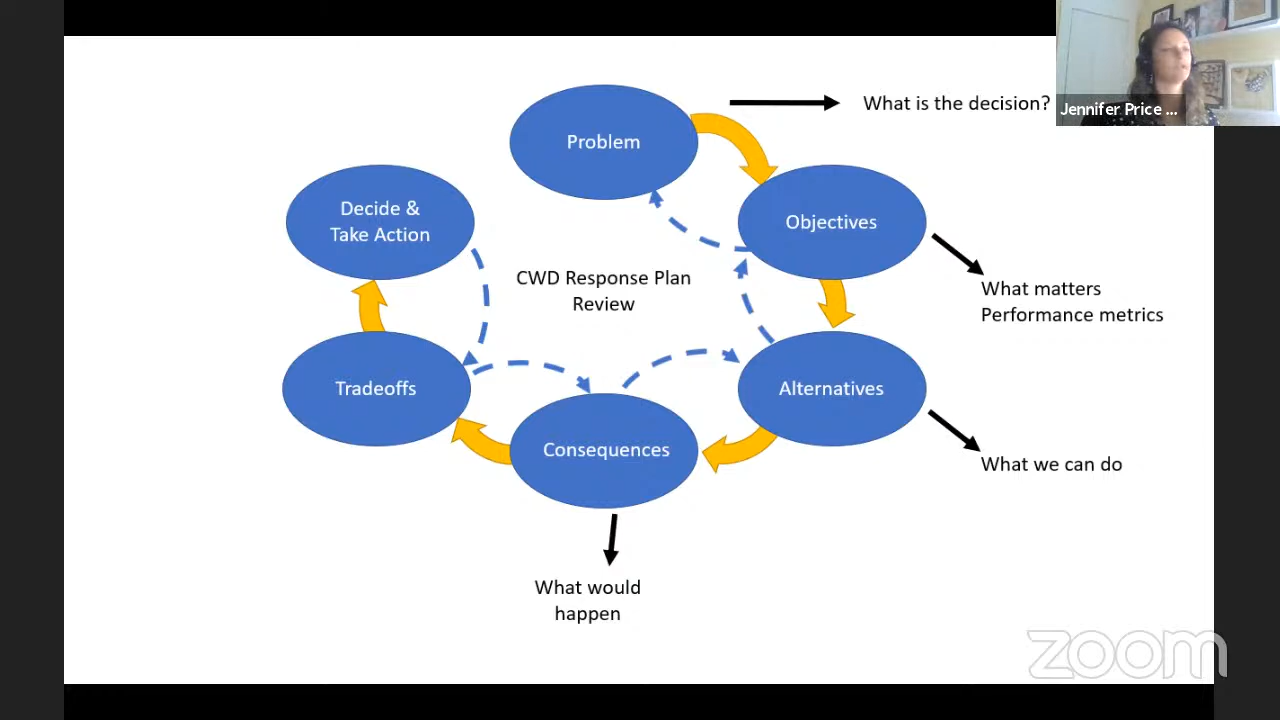 Jennifer Price ...
What is the decision?
Problem
Objectives
Decide &
Take Action
CWD Response Plan
Review
What matters
Performance metrics
Tradeoffs
Alternatives
Consequences
What we can do
What would
happen
zoom